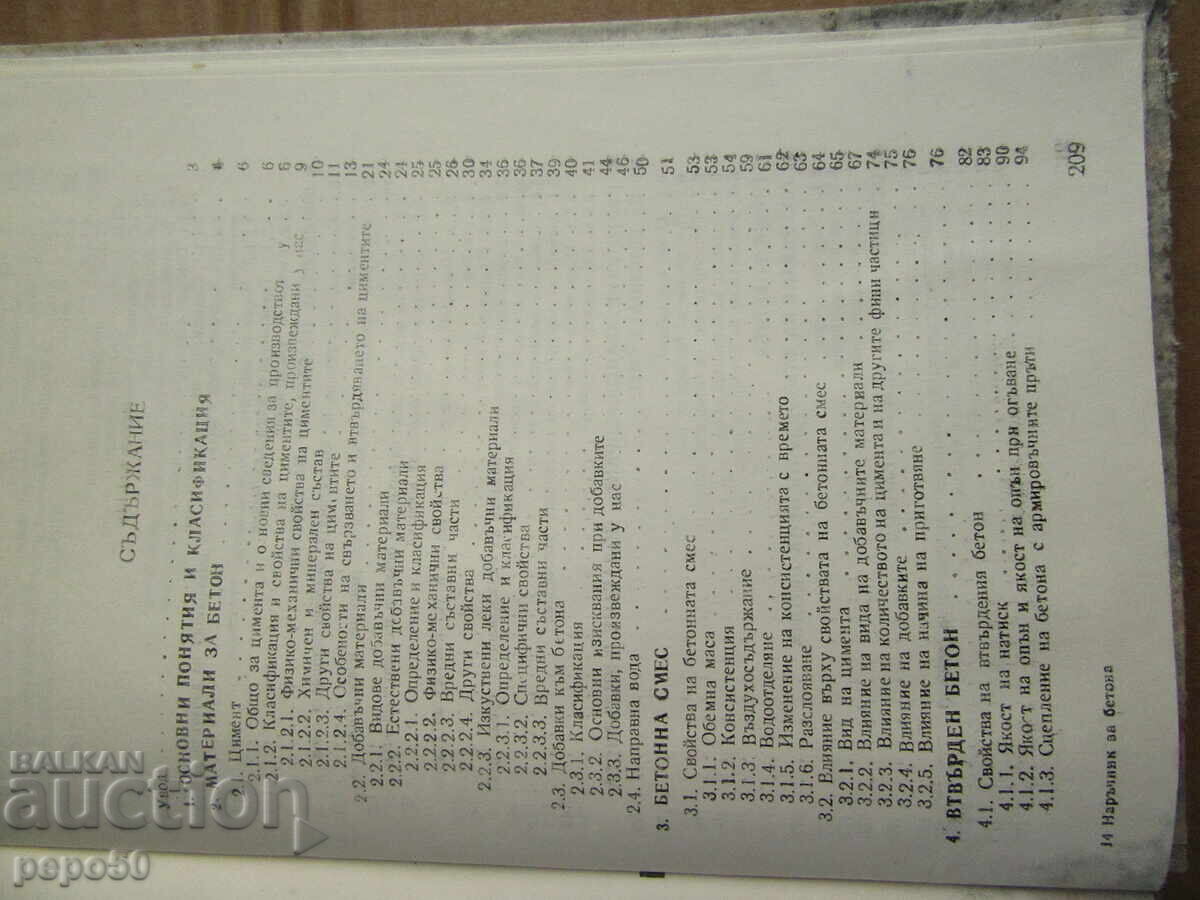 СЪДЪРЖАНИЕ
Увод . . . 3
1. ОСНОВНИ ПОНЯТИЯ И КЛАСИФИКАЦИЯ . . . 4
2. МАТЕРИАЛИ ЗА БЕТОН . . . 6
2.1. Цимент
2.1.1. Общо за цимента и основни сведения за производството му . . . 6
2.1.2. Класификация и свойства на циментите, произвеждани у нас . . . 6
2.1.2.1. Физико-механични свойства на циментите . . . 9
2.1.2.2. Химичен и минерален състав . . . 10
2.1.2.3. Други свойства на циментите . . . 11
2.1.2.4. Особености на свързването и втвърдяването на циментите . . . 13
2.2. Добавъчни материали . . . 21
2.2.1. Видове добавъчни материали . . . 24
2.2.2. Естествени добавъчни материали . . . 24
2.2.2.1. Определение и класификация . . . 25
2.2.2.2. Физико-механични свойства . . . 25
2.2.2.3. Вредни съставни части . . . 26
2.2.2.4. Други свойства . . . 30
2.2.3. Изкуствени леки добавъчни материали . . . 34
2.2.3.1. Определение и класификация . . . 36
2.2.3.2. Специфични свойства . . . 36
2.2.3.3. Вредни съставни части . . . 37
2.3. Добавки към бетона . . . 39
2.3.1. Класификация . . . 40
2.3.2. Основни изисквания при добавките . . . 41
2.3.3. Добавки, произвеждани у нас . . . 44
2.4. Направна вода . . . 46
50
3. БЕТОННА СМЕС . . . 51
3.1. Свойства на бетонната смес . . . 53
3.1.1. Обемна маса . . . 53
3.1.2. Консистенция . . . 54
3.1.3. Въздухосъдържание . . . 59
3.1.4. Водоотделяне . . . 61
3.1.5. Изменение на консистенцията с времето . . . 62
3.1.6. Разслояване . . . 63
3.2. Влияние върху свойствата на бетонната смес . . . 64
3.2.1. Вид на цимента . . . 65
3.2.2. Влияние на вида на добавъчните материали . . . 67
3.2.3. Влияние на количеството на цимента и на другите фини частици . . . 74
3.2.4. Влияние на добавките . . . 75
3.2.5. Влияние на начина на приготвяне . . . 76
4. ВТВЪРДЕН БЕТОН . . . 76
4.1. Свойства на втвърдения бетон . . . 82
4.1.1. Якост на натиск . . . 83
4.1.2. Якост на опън и якост на опън при огъване . . . 90
4.1.3. Сцепление на бетона с армировъчните пръти . . . 94
14 Наръчник за бетона
209
BALKAN
auction
pepo50